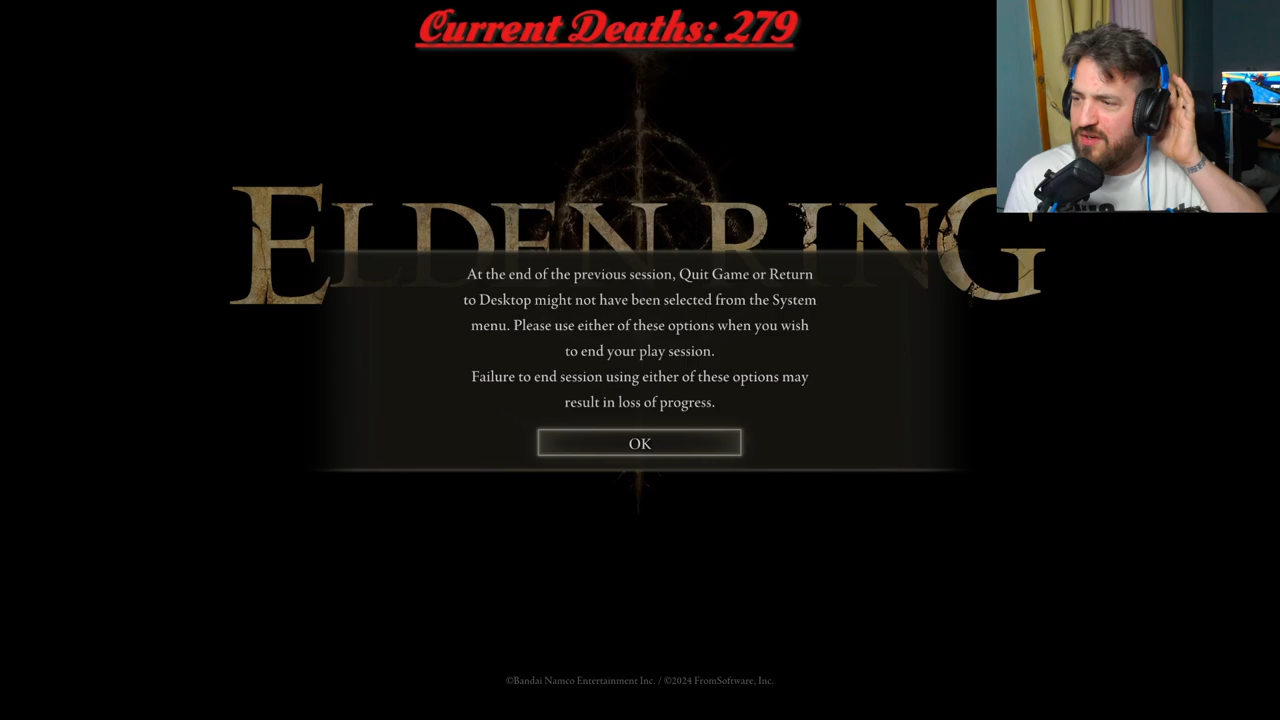 Current Deaths: 279
ELDEN RING
At the end of the previous session, Quit Game or Return
to Desktop might not have been selected from the System
menu. Please use either of these options when you wish
to end your play session.
Failure to end session using either of these options may
result in loss of progress.
OK
©Bandai Namco Entertainment Inc. / ©2024 FromSoftware, Inc.